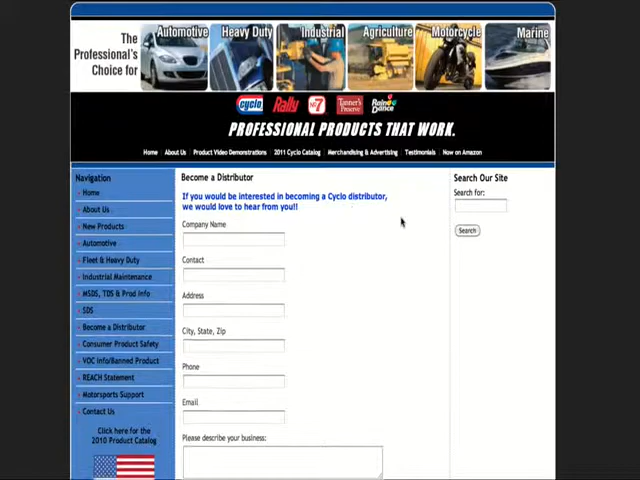 The
Professional's
Choice for
Automotive
Heavy Duty
Industrial
Agriculture
Motorcycle
Marine
cyclo
Rally
No7
Tanner's
Preserve
Rain
Dance
PROFESSIONAL PRODUCTS THAT WORK.
Home About Us Product Video Demonstrations 2011 Cyclo Catalog Merchandising & Advertising Testimonials Now on Amazon
Navigation
Home
About Us
New Products
Automotive
Fleet & Heavy Duty
Industrial Maintenance
MSDS, TDS & Prod Info
SDS
Become a Distributor
Consumer Product Safety
VOC Info/Banned Product
REACH Statement
Motorsports Support
Contact Us
Click here for the
2010 Product Catalog
Become a Distributor
If you would be interested in becoming a Cyclo distributor,
we would love to hear from you!!
Company Name
Contact
Address
City, State, Zip
Phone
Email
Please describe your business:
Search Our Site
Search for:
Search